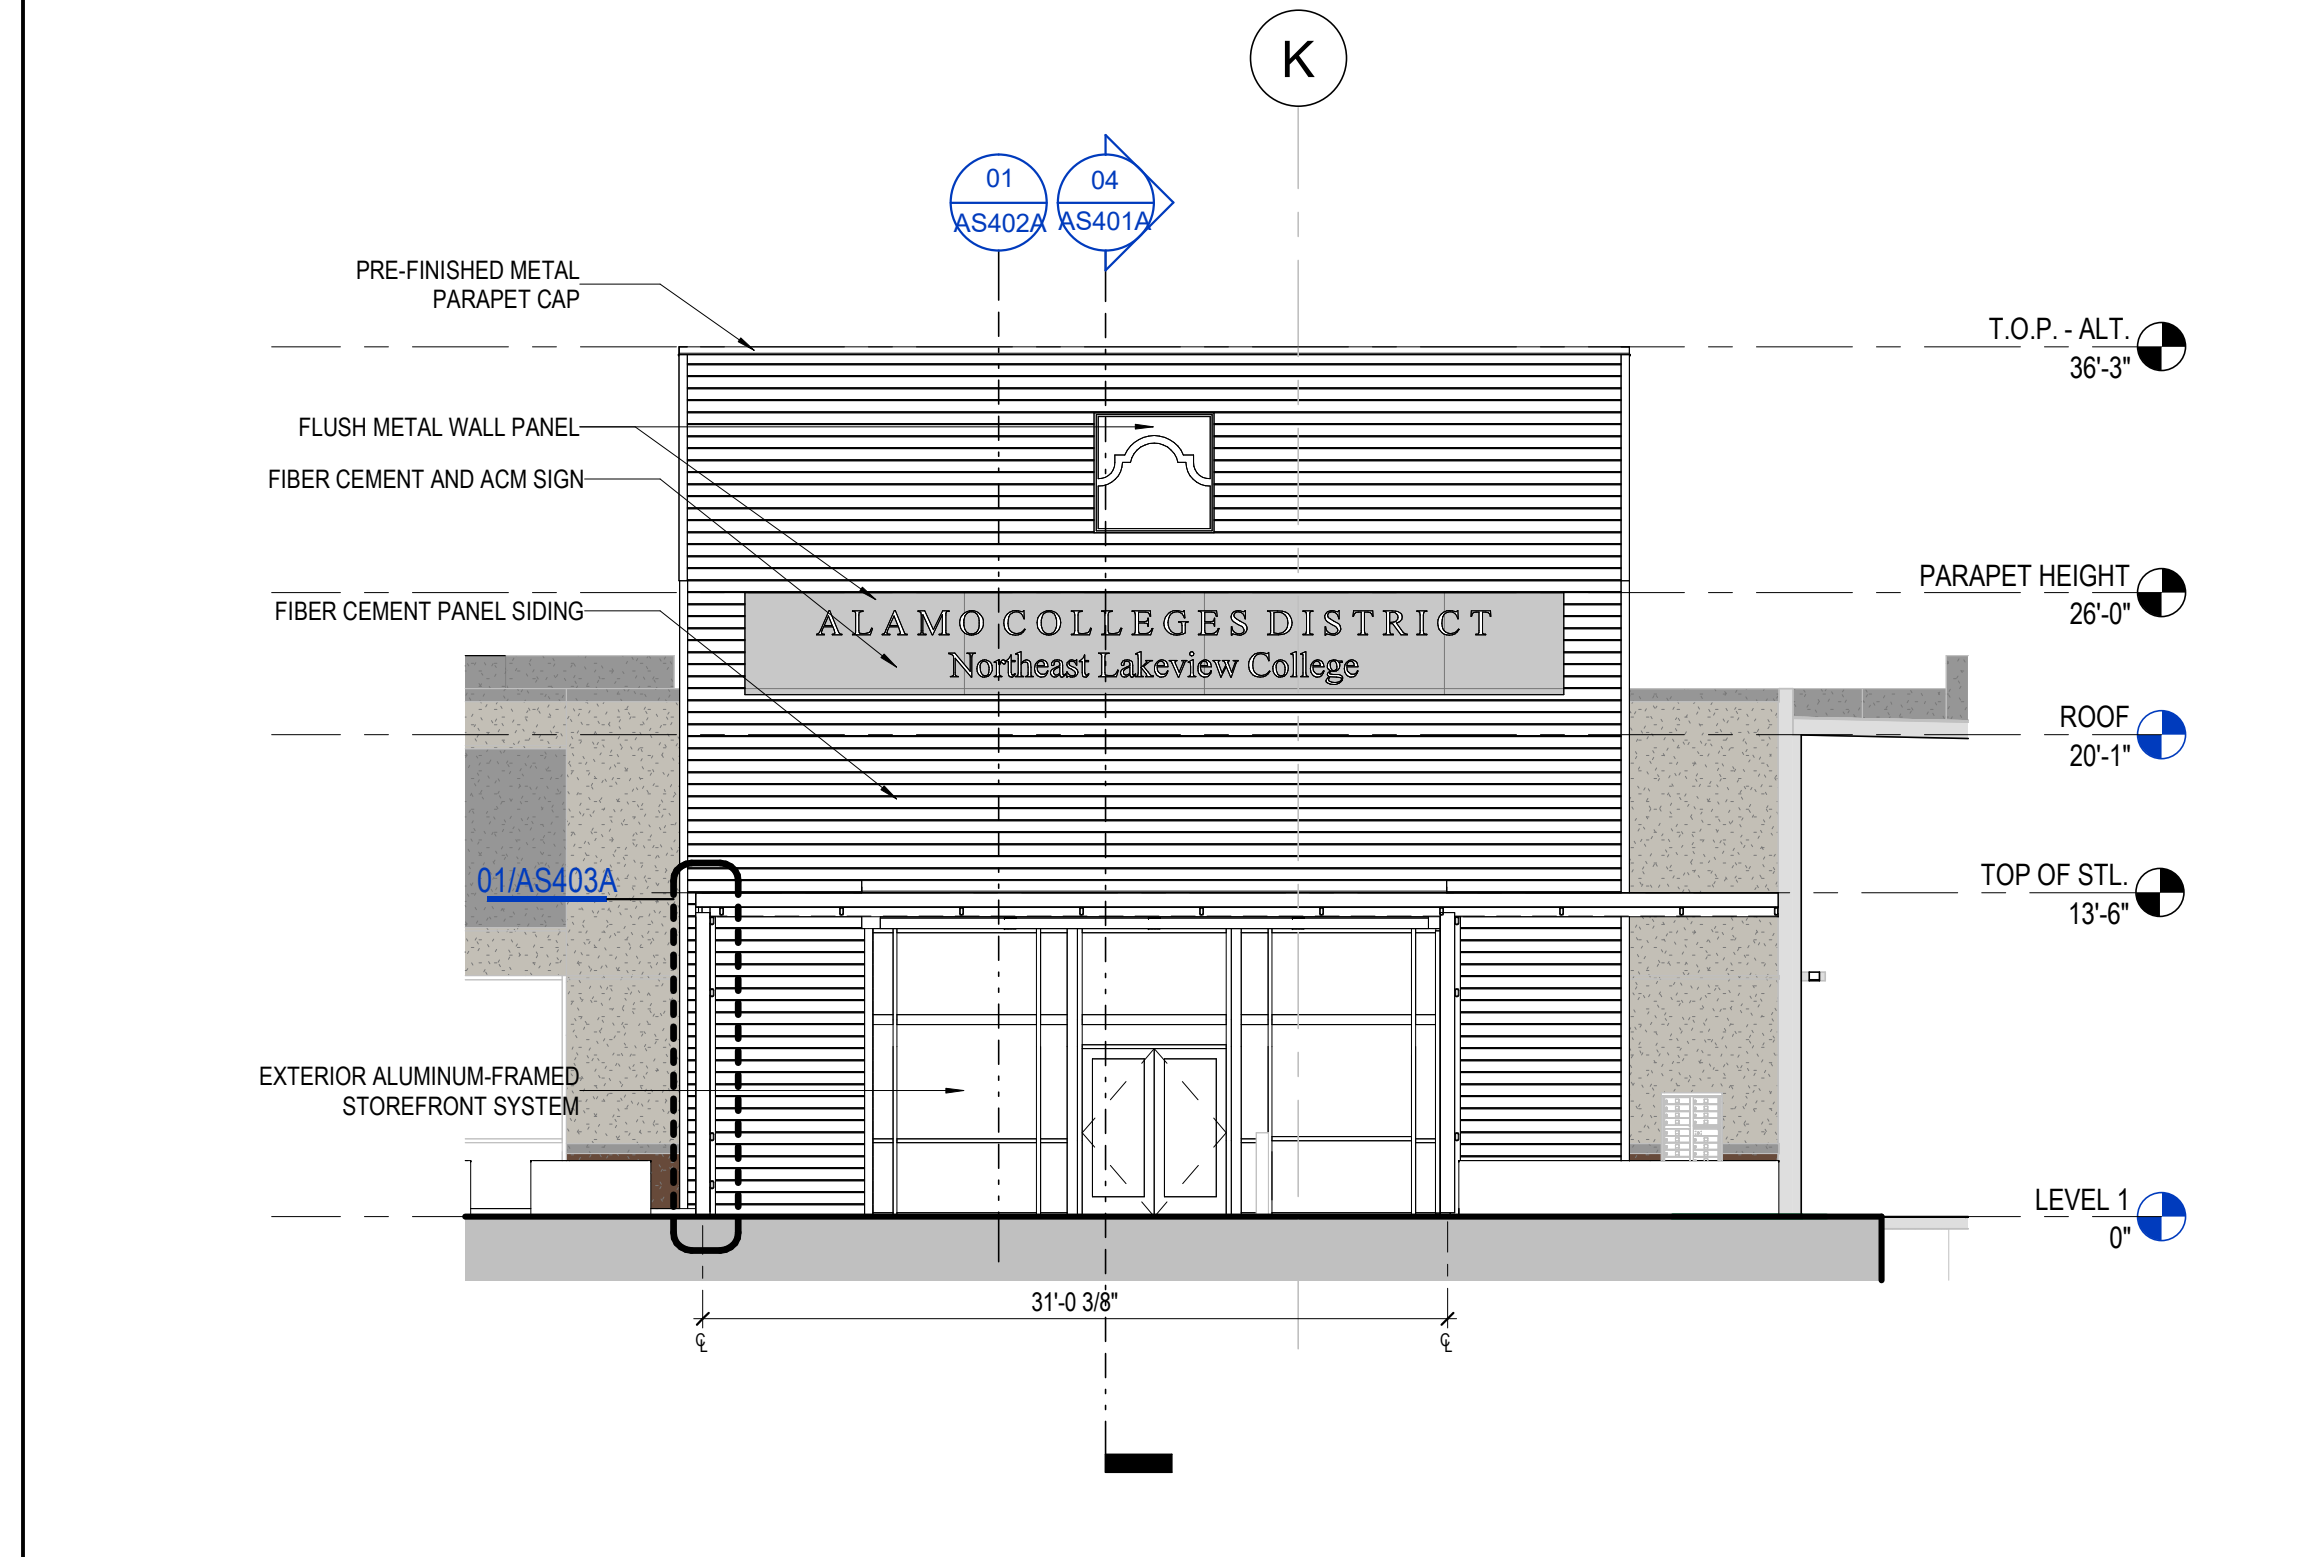 K
01
AS402A
04
AS401A
PRE-FINISHED METAL
PARAPET CAP
T.O.P. - ALT.
36'-3"
FLUSH METAL WALL PANEL
FIBER CEMENT AND ACM SIGN
PARAPET HEIGHT
26'-0"
FIBER CEMENT PANEL SIDING
ALAMO COLLEGES DISTRICT
Northeast Lakeview College
ROOF
20'-1"
01/AS403A
TOP OF STL.
13'-6"
EXTERIOR ALUMINUM-FRAMED
STOREFRONT SYSTEM
LEVEL 1
0"
31'-0 3/8"
℄ ℄